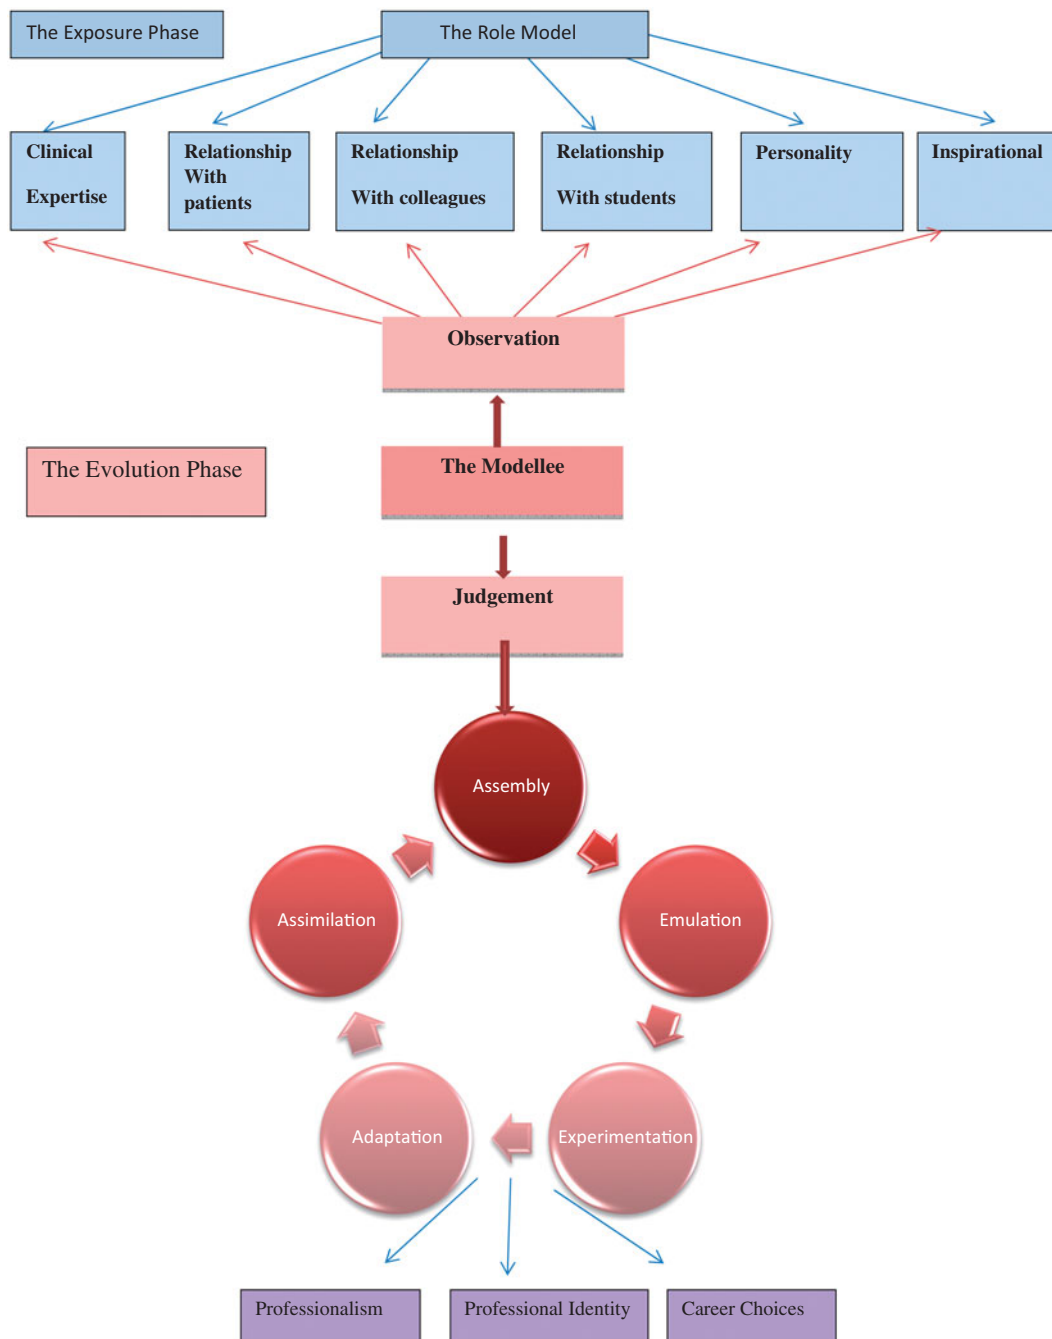 The Exposure Phase
The Role Model
Clinical
Expertise
Relationship
With
patients
Relationship
With colleagues
Relationship
With students
Personality
Inspirational
Observation
The Evolution Phase
The Modellee
Judgement
Assembly
Assimilation
Emulation
Adaptation
Experimentation
Professionalism
Professional Identity
Career Choices